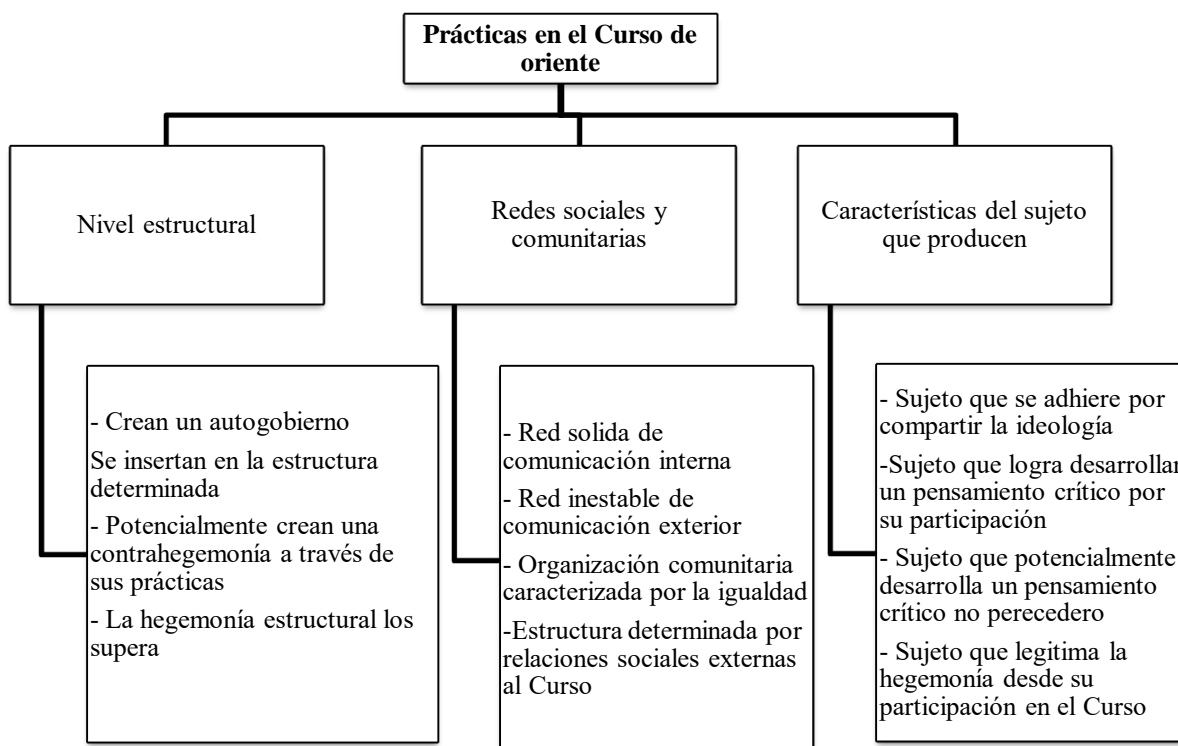 Prácticas en el Curso de
oriente
Nivel estructural
Redes sociales y
comunitarias
Características del sujeto
que producen
- Crean un autogobierno
Se insertan en la estructura
determinada
- Potencialmente crean una
contrahegemonía a través de
sus prácticas
- La hegemonía estructural los
supera
- Red solida de
comunicación interna
- Red inestable de
comunicación exterior
- Organización comunitaria
caracterizada por la igualdad
-Estructura determinada por
relaciones sociales externas
al Curso
- Sujeto que se adhiere por
compartir la ideología
-Sujeto que logra desarrollar
un pensamiento crítico por
su participación
- Sujeto que potencialmente
desarrolla un pensamiento
crítico no perecedero
- Sujeto que legitima la
hegemonía desde su
participación en el Curso